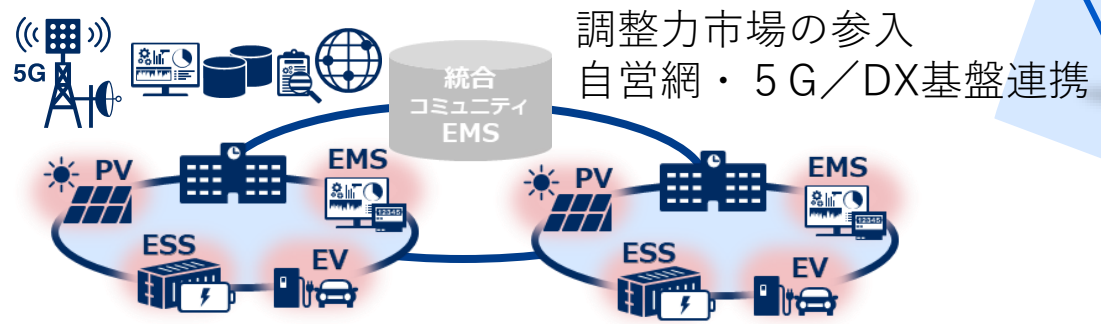 調整力市場の参入
自営網・５G／DX基盤連携
5G
統合
コミュニティ
EMS
PV
EMS
12345
ESS
EV
PV
EMS
12345
ESS
EV